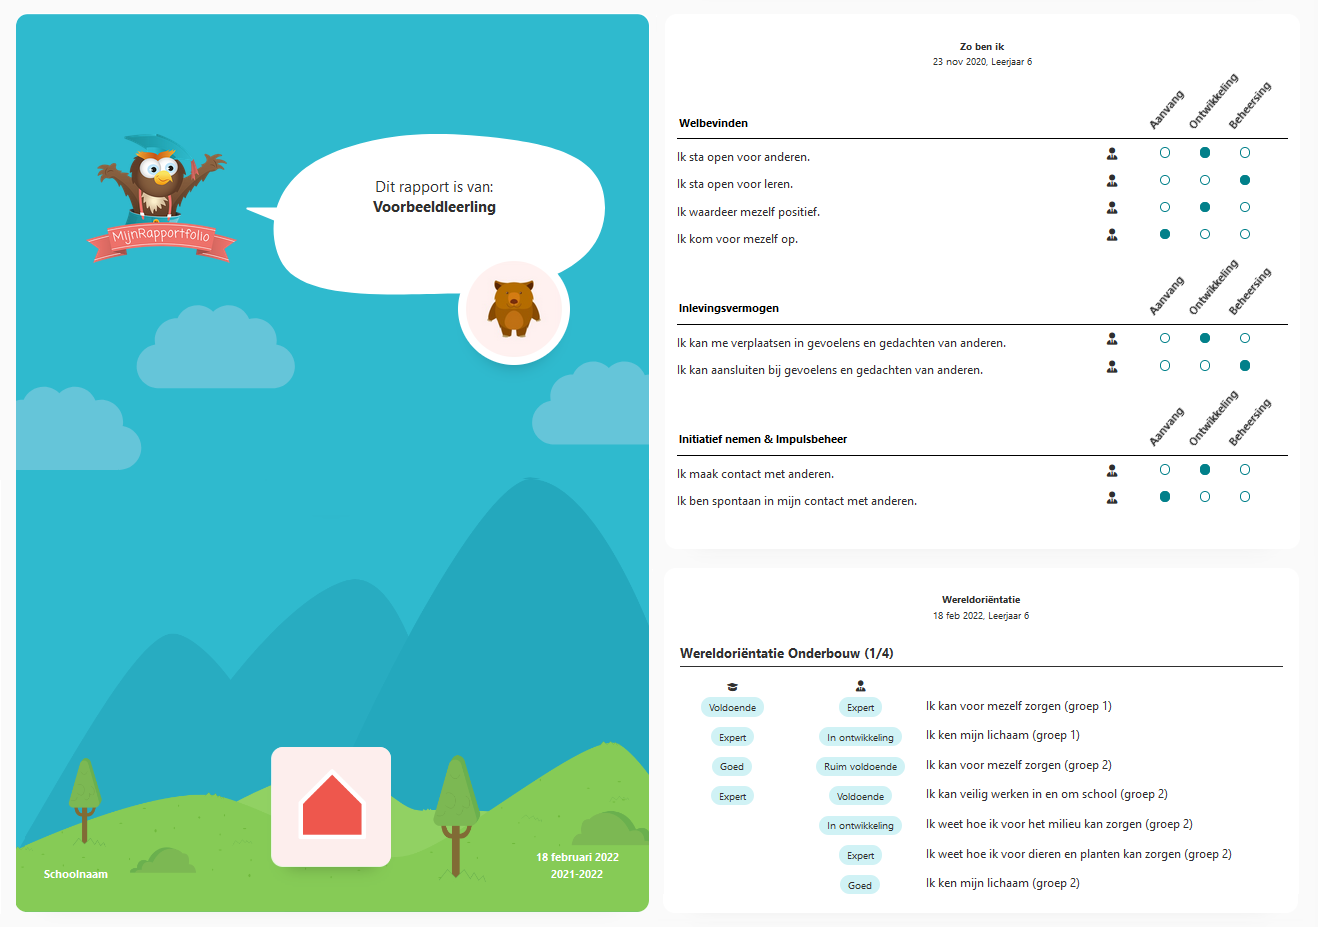 MijnRapportfolio
Dit rapport is van:
Voorbeeldleerling
Schoolnaam
18 februari 2022
2021-2022
Zo ben ik
23 nov 2020, Leerjaar 6
Welbevinden
Aanvang
Ontwikkeling
Beheersing
Ik sta open voor anderen.
Ik sta open voor leren.
Ik waardeer mezelf positief.
Ik kom voor mezelf op.
Inlevingsvermogen
Aanvang
Ontwikkeling
Beheersing
Ik kan me verplaatsen in gevoelens en gedachten van anderen.
Ik kan aansluiten bij gevoelens en gedachten van anderen.
Initiatief nemen & Impulsbeheer
Aanvang
Ontwikkeling
Beheersing
Ik maak contact met anderen.
Ik ben spontaan in mijn contact met anderen.
Wereldoriëntatie
18 feb 2022, Leerjaar 6
Wereldoriëntatie Onderbouw (1/4)
Voldoende Expert Ik kan voor mezelf zorgen (groep 1)
Expert In ontwikkeling Ik ken mijn lichaam (groep 1)
Goed Ruim voldoende Ik kan voor mezelf zorgen (groep 2)
Expert Voldoende Ik kan veilig werken in en om school (groep 2)
In ontwikkeling Ik weet hoe ik voor het milieu kan zorgen (groep 2)
Expert Ik weet hoe ik voor dieren en planten kan zorgen (groep 2)
Goed Ik ken mijn lichaam (groep 2)